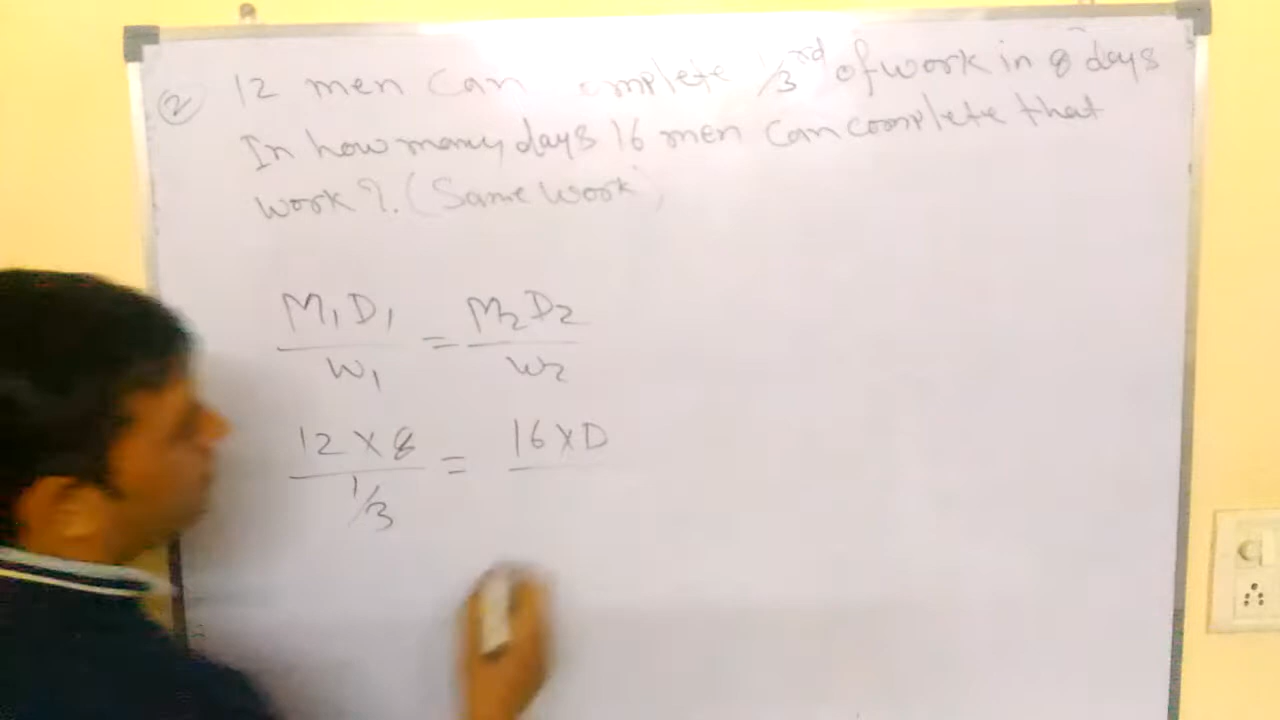 ② 12 men can mplete 1/3rd of work in 8 days
In how many days 16 men can complete that
work ?. (Same work)
M₁D₁ / W₁ = M₂D₂ / W₂
12 × 8 / 1/3 = 16 × D